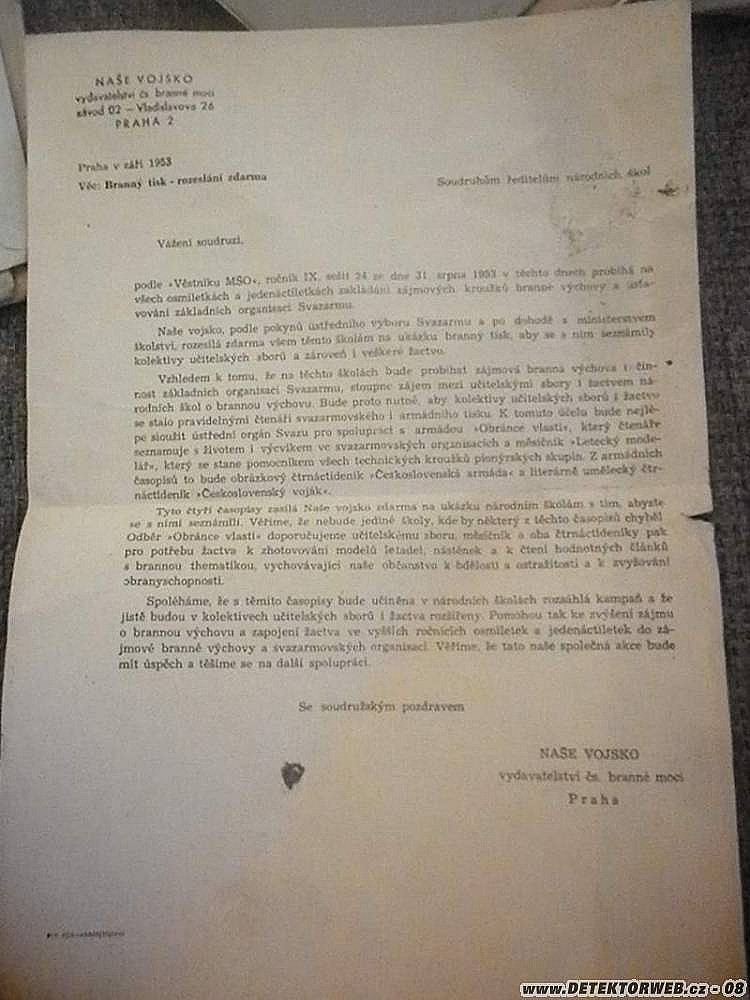 NAŠE VOJSKO
vydavatelství čs. branné moci
závod 02 — Vladislavova 26
PRAHA 2
Praha v září 1953
Věc: Branný tisk - rozeslání zdarma
Soudruhům ředitelům národních škol
Vážení soudruzi,
podle »Věstníku MŠO«, ročník IX, sešit 24 ze dne 31. srpna 1953 v těchto dnech probíhá na
všech osmiletkách a jedenáctiletkách zakládání zájmových kroužků branné výchovy a usta-
vování základních organisací Svazarmu.
Naše vojsko, podle pokynů ústředního výboru Svazarmu a po dohodě s ministerstvem
školství, rozesílá zdarma všem těmto školám na ukázku branný tisk, aby se s ním seznámily
kolektivy učitelských sborů a zároveň i veškeré žactvo.
Vzhledem k tomu, že na těchto školách bude probíhat zájmová branná výchova i čin-
nost základních organisací Svazarmu, stoupne zájem mezi učitelskými sbory i žactvem ná-
rodních škol o brannou výchovu. Bude proto nutné, aby kolektivy učitelských sborů i žactvo
se stalo pravidelnými čtenáři svazarmovského i armádního tisku. K tomuto účelu bude nejlé-
pe sloužit ústřední orgán Svazu pro spolupráci s armádou »Obránce vlasti«, který čtenáře
seznamuje s životem i výcvikem ve svazarmovských organisacích a měsíčník »Letecký mode-
lář«, který se stane pomocníkem všech technických kroužků pionýrských skupin. Z armádních
časopisů to bude obrázkový čtrnáctideník »Československá armáda« a literárně umělecký čtr-
náctideník »Československý voják«.
Tyto čtyři časopisy zasílá Naše vojsko zdarma na ukázku národním školám s tím, abyste
se s nimi seznámili. Věříme, že nebude jediné školy, kde by některý z těchto časopisů chyběl
Odběr »Obránce vlasti« doporučujeme učitelskému sboru, měsíčník a oba čtrnáctideníky pak
pro potřebu žactva k zhotovování modelů letadel, nástěnek a k čtení hodnotných článků
s brannou thematikou, vychovávající naše občanstvo k bdělosti a ostražitosti a k zvyšování
obranyschopnosti.
Spoléháme, že s těmito časopisy bude učiněna v národních školách rozsáhlá kampaň a že
jistě budou v kolektivech učitelských sborů i žactva rozšířeny. Pomohou tak ke zvýšení zájmu
o brannou výchovu a zapojení žactva ve vyšších ročnících osmiletek a jedenáctiletek do zá-
jmové branné výchovy a svazarmovských organisací. Věříme, že tato naše společná akce bude
mít úspěch a těšíme se na další spolupráci.
Se soudružským pozdravem
NAŠE VOJSKO
vydavatelství čs. branné moci
Praha
www.DETEKTORWEB.cz - 08